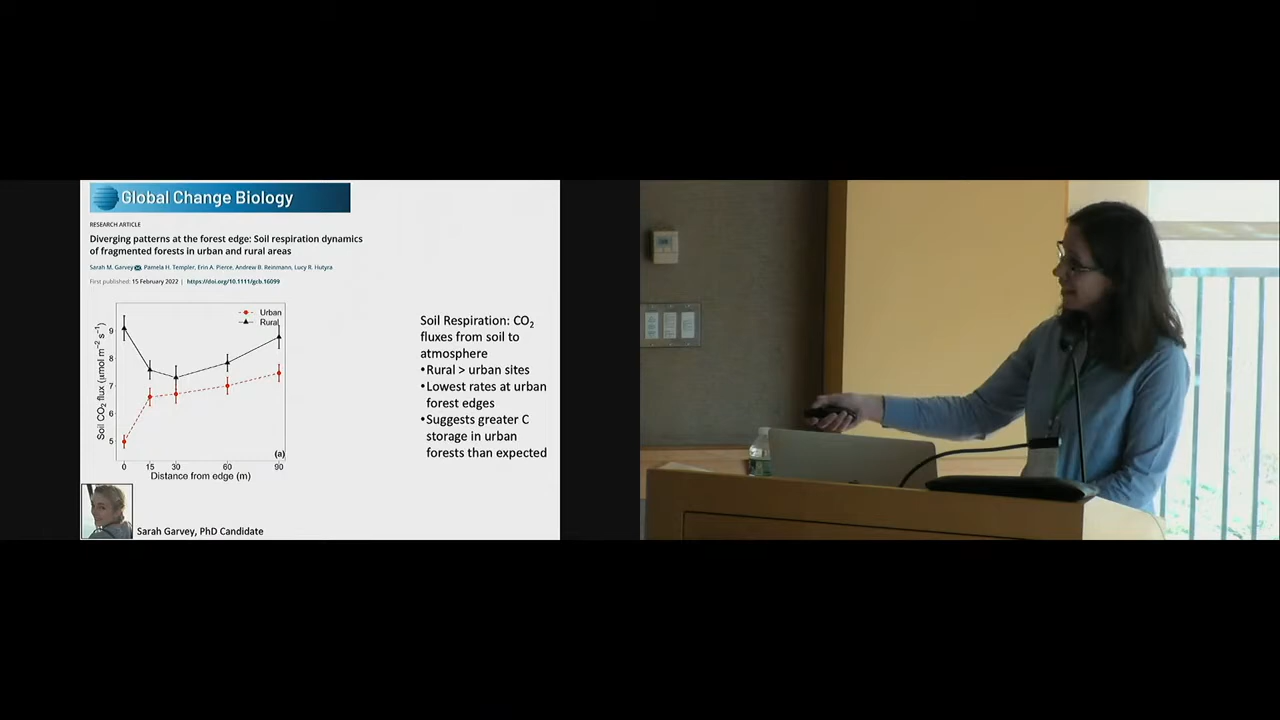 Global Change Biology
RESEARCH ARTICLE
Diverging patterns at the forest edge: Soil respiration dynamics
of fragmented forests in urban and rural areas
Sarah M. Garvey, Pamela H. Templer, Erin A. Pierce, Andrew B. Reinmann, Lucy R. Hutyra
First published: 15 February 2022 | https://doi.org/10.1111/gcb.16099
Urban
Rural
Soil CO₂ flux (μmol m⁻² s⁻¹)
9
8
7
6
5
(a)
0 15 30 60 90
Distance from edge (m)
Soil Respiration: CO₂
fluxes from soil to
atmosphere
•Rural > urban sites
•Lowest rates at urban
forest edges
•Suggests greater C
storage in urban
forests than expected
Sarah Garvey, PhD Candidate